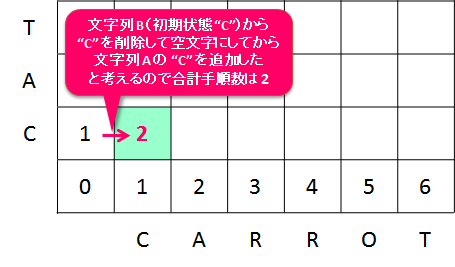 文字列B(初期状態“C”)から
“C”を削除して空文字にしてから
文字列Aの “C”を追加した
と考えるので合計手順数は2
T
A
C 1 2
0 1 2 3 4 5 6
C A R R O T